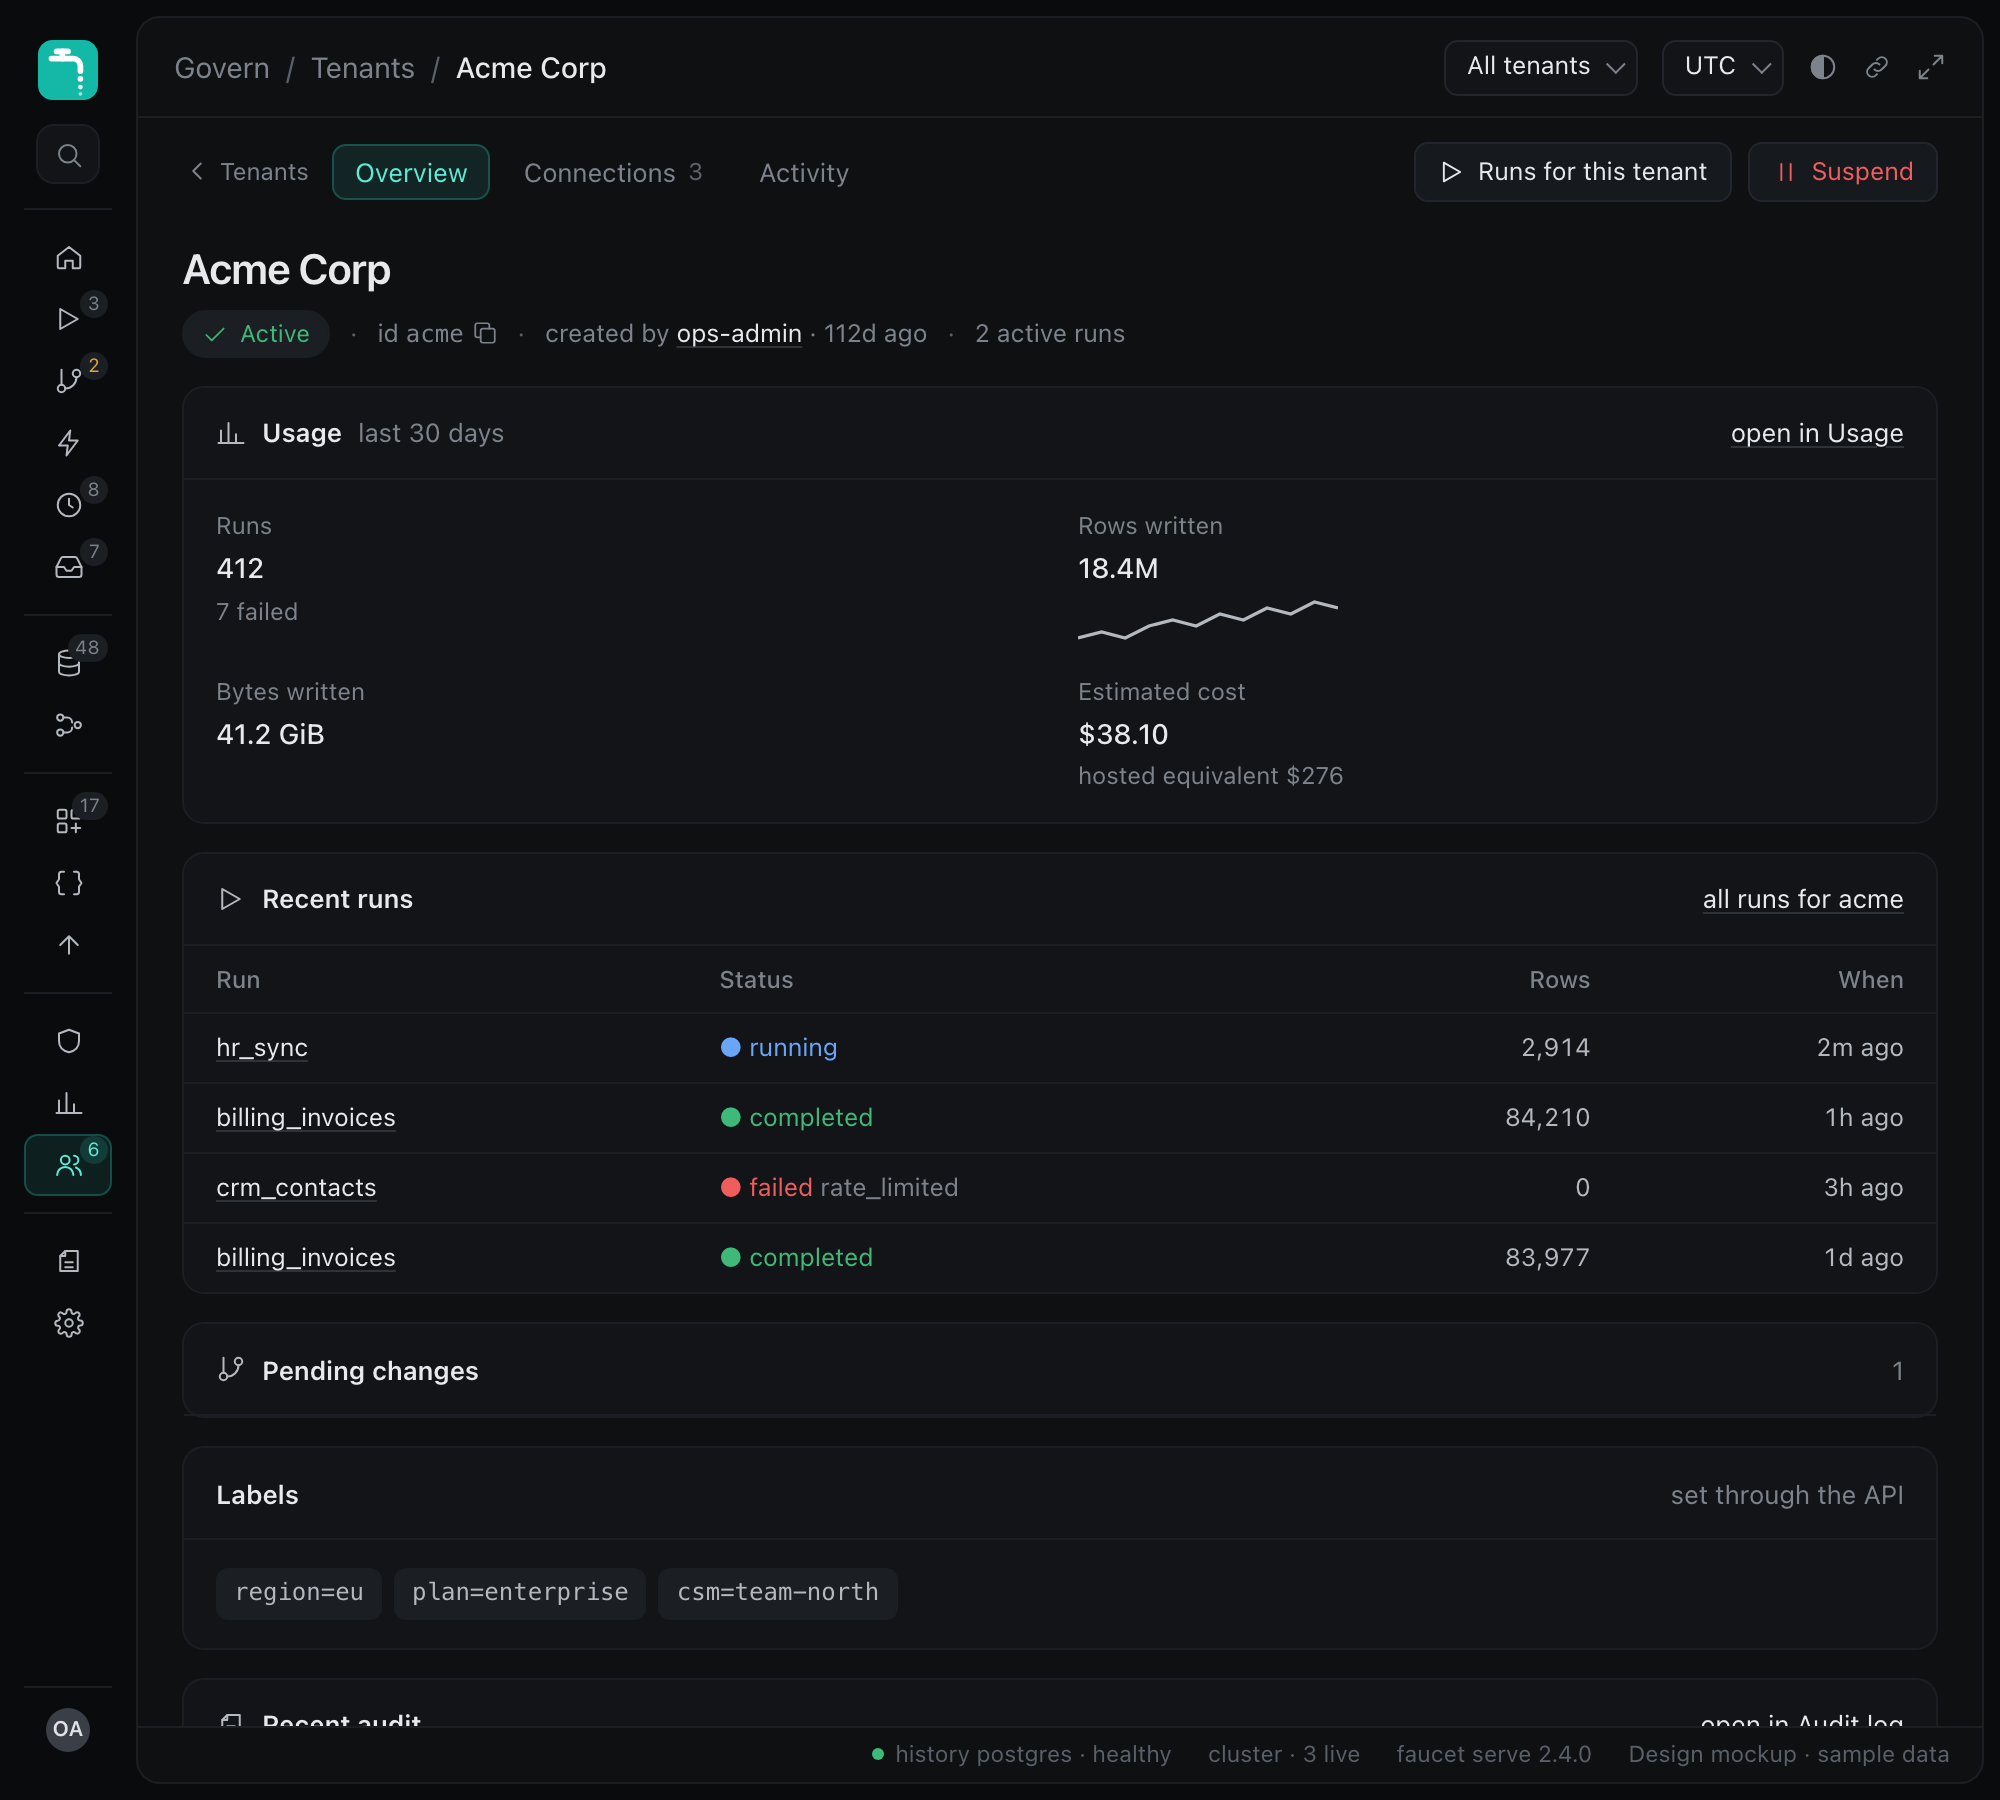 Govern / Tenants / Acme Corp
All tenants
UTC
Tenants
Overview
Connections 3
Activity
Runs for this tenant
Suspend
3
2
8
7
48
17
6
OA
Acme Corp
Active · id acme · created by ops-admin · 112d ago · 2 active runs
Usage last 30 days
open in Usage
Runs
412
7 failed
Rows written
18.4M
Bytes written
41.2 GiB
Estimated cost
$38.10
hosted equivalent $276
Recent runs
all runs for acme
Run Status Rows When
hr_sync running 2,914 2m ago
billing_invoices completed 84,210 1h ago
crm_contacts failed rate_limited 0 3h ago
billing_invoices completed 83,977 1d ago
Pending changes 1
Labels
set through the API
region=eu plan=enterprise csm=team-north
Recent audit
open in Audit log
history postgres · healthy cluster · 3 live faucet serve 2.4.0 Design mockup · sample data